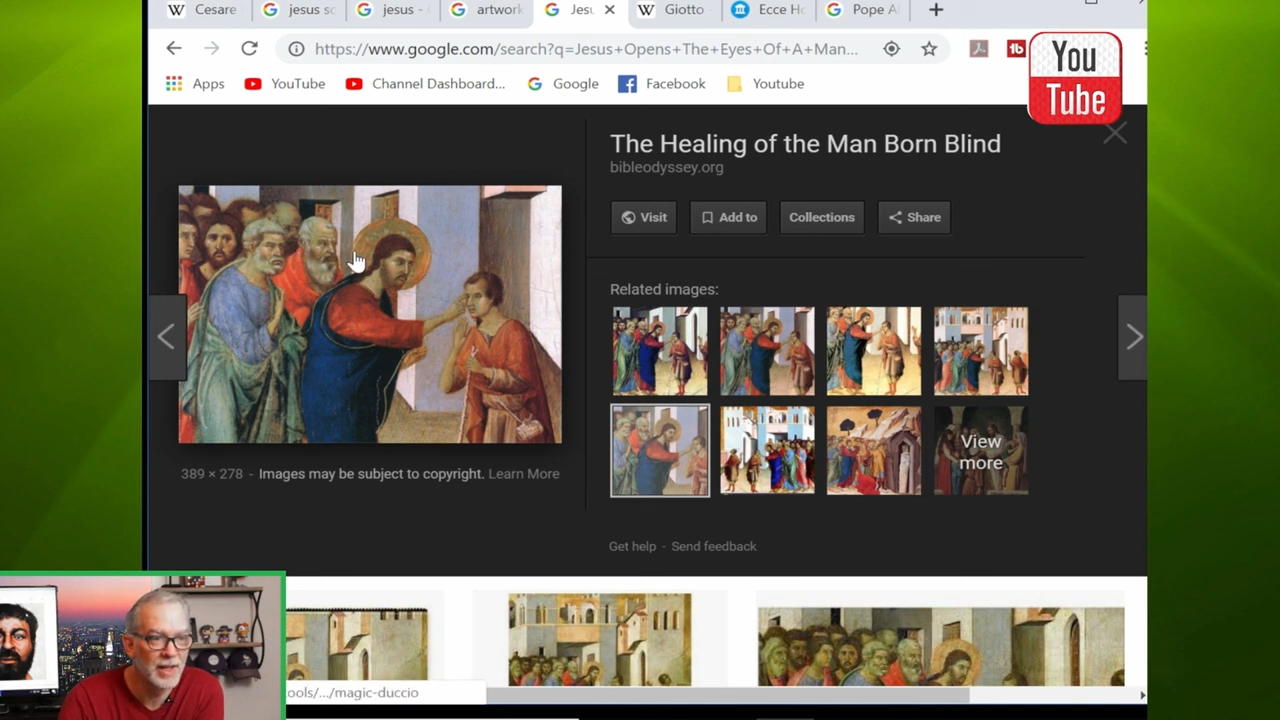 Cesare
jesus sc
jesus -
artwork
Jesu
Giotto
Ecce Ho
Pope Al
https://www.google.com/search?q=Jesus+Opens+The+Eyes+Of+A+Man...
You
Tube
Apps
YouTube
Channel Dashboard...
Google
Facebook
Youtube
The Healing of the Man Born Blind
bibleodyssey.org
Visit
Add to
Collections
Share
Related images:
View
more
389 × 278 - Images may be subject to copyright. Learn More
Get help - Send feedback
ools/.../magic-duccio